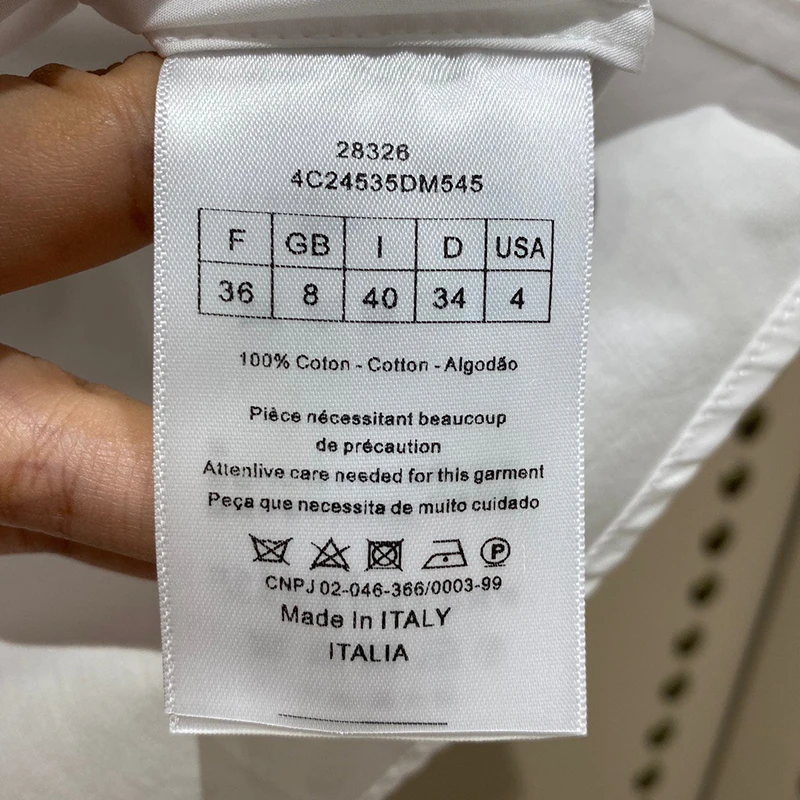 28326
4C24535DM545
F GB I D USA
36 8 40 34 4
100% Coton - Cotton - Algodão
Pièce nécessitant beaucoup
de précaution
Attenlive care needed for this garment
Peça que necessita de muito cuidado
P
CNPJ 02-046-366/0003-99
Made In ITALY
ITALIA